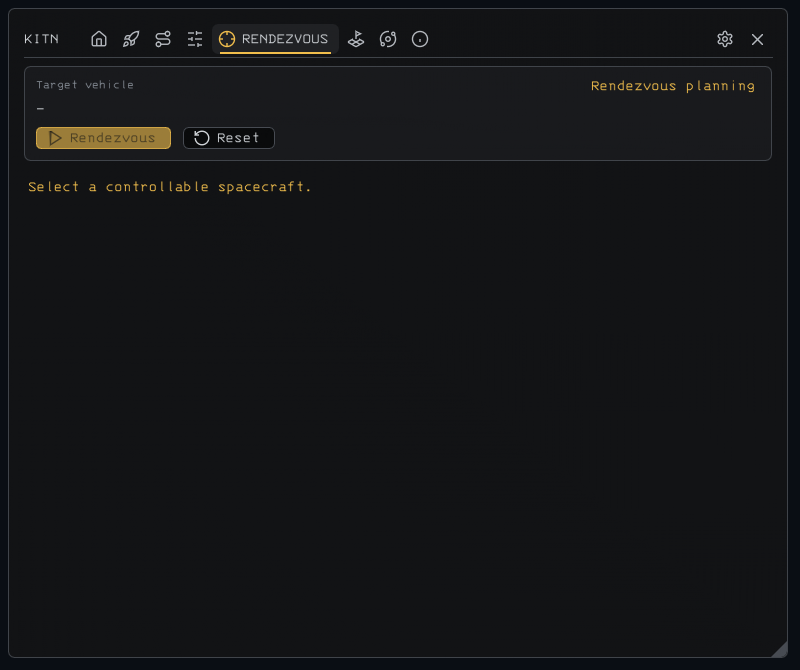 KITN RENDEZVOUS
Target vehicle
Rendezvous planning
–
Rendezvous Reset
Select a controllable spacecraft.